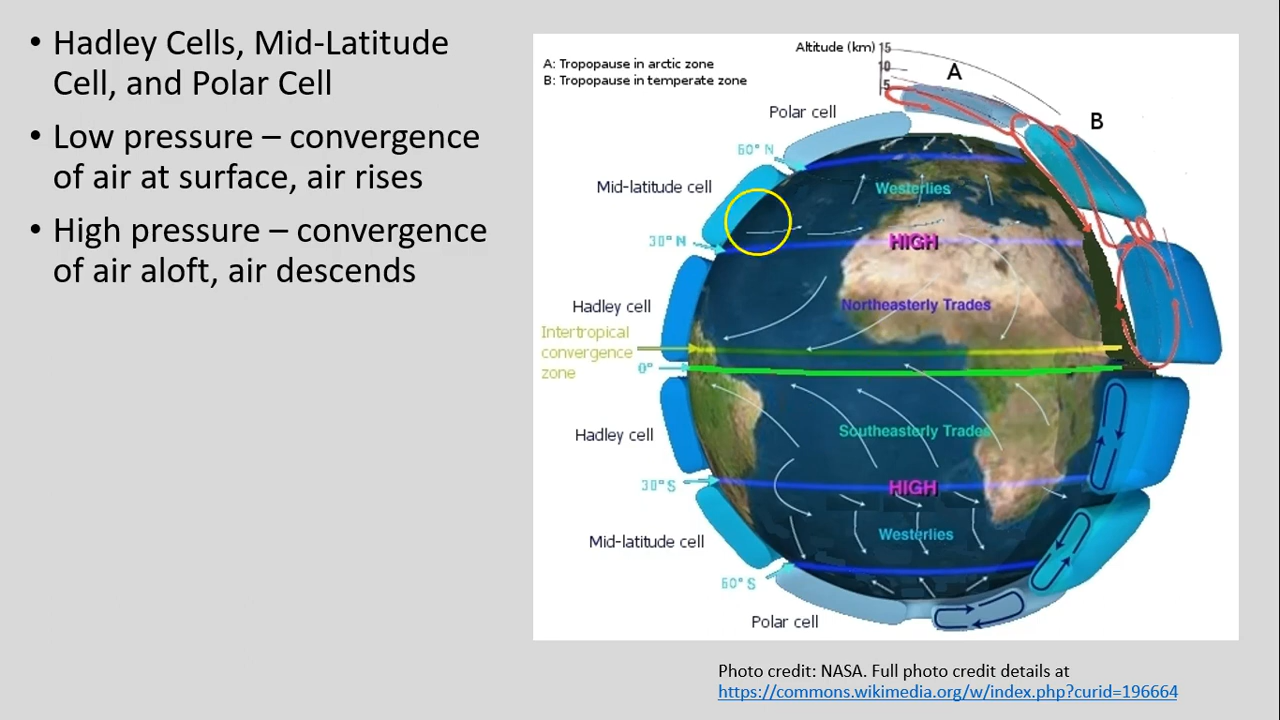 • Hadley Cells, Mid-Latitude
Cell, and Polar Cell
• Low pressure – convergence
of air at surface, air rises
• High pressure – convergence
of air aloft, air descends
Altitude (km) 15
10
5
A: Tropopause in arctic zone
B: Tropopause in temperate zone
A
B
Polar cell
60° N
Mid-latitude cell
Westerlies
30° N
HIGH
Hadley cell
Northeasterly Trades
Intertropical
convergence
zone
0°
Hadley cell
Southeasterly Trades
30° S
HIGH
Mid-latitude cell
Westerlies
60° S
Polar cell
Photo credit: NASA. Full photo credit details at
https://commons.wikimedia.org/w/index.php?curid=196664